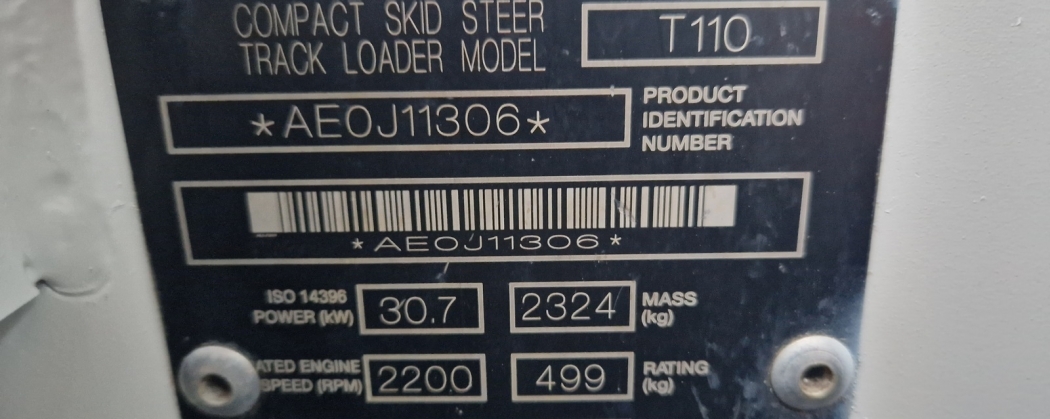 COMPACT SKID STEER
TRACK LOADER MODEL
T110
*AE0J11306*
PRODUCT
IDENTIFICATION
NUMBER
*AE0J11306*
ISO 14396
POWER (kW)
30.7
2324
MASS
(kg)
ATED ENGINE
SPEED (RPM)
2200
499
RATING
(kg)